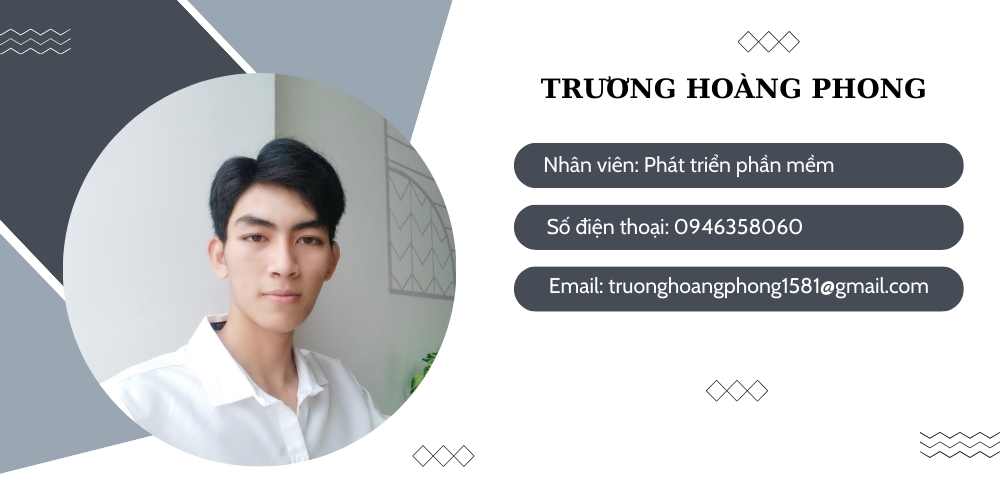 TRƯƠNG HOÀNG PHONG
Nhân viên: Phát triển phần mềm
Số điện thoại: 0946358060
Email: truonghoangphong1581@gmail.com